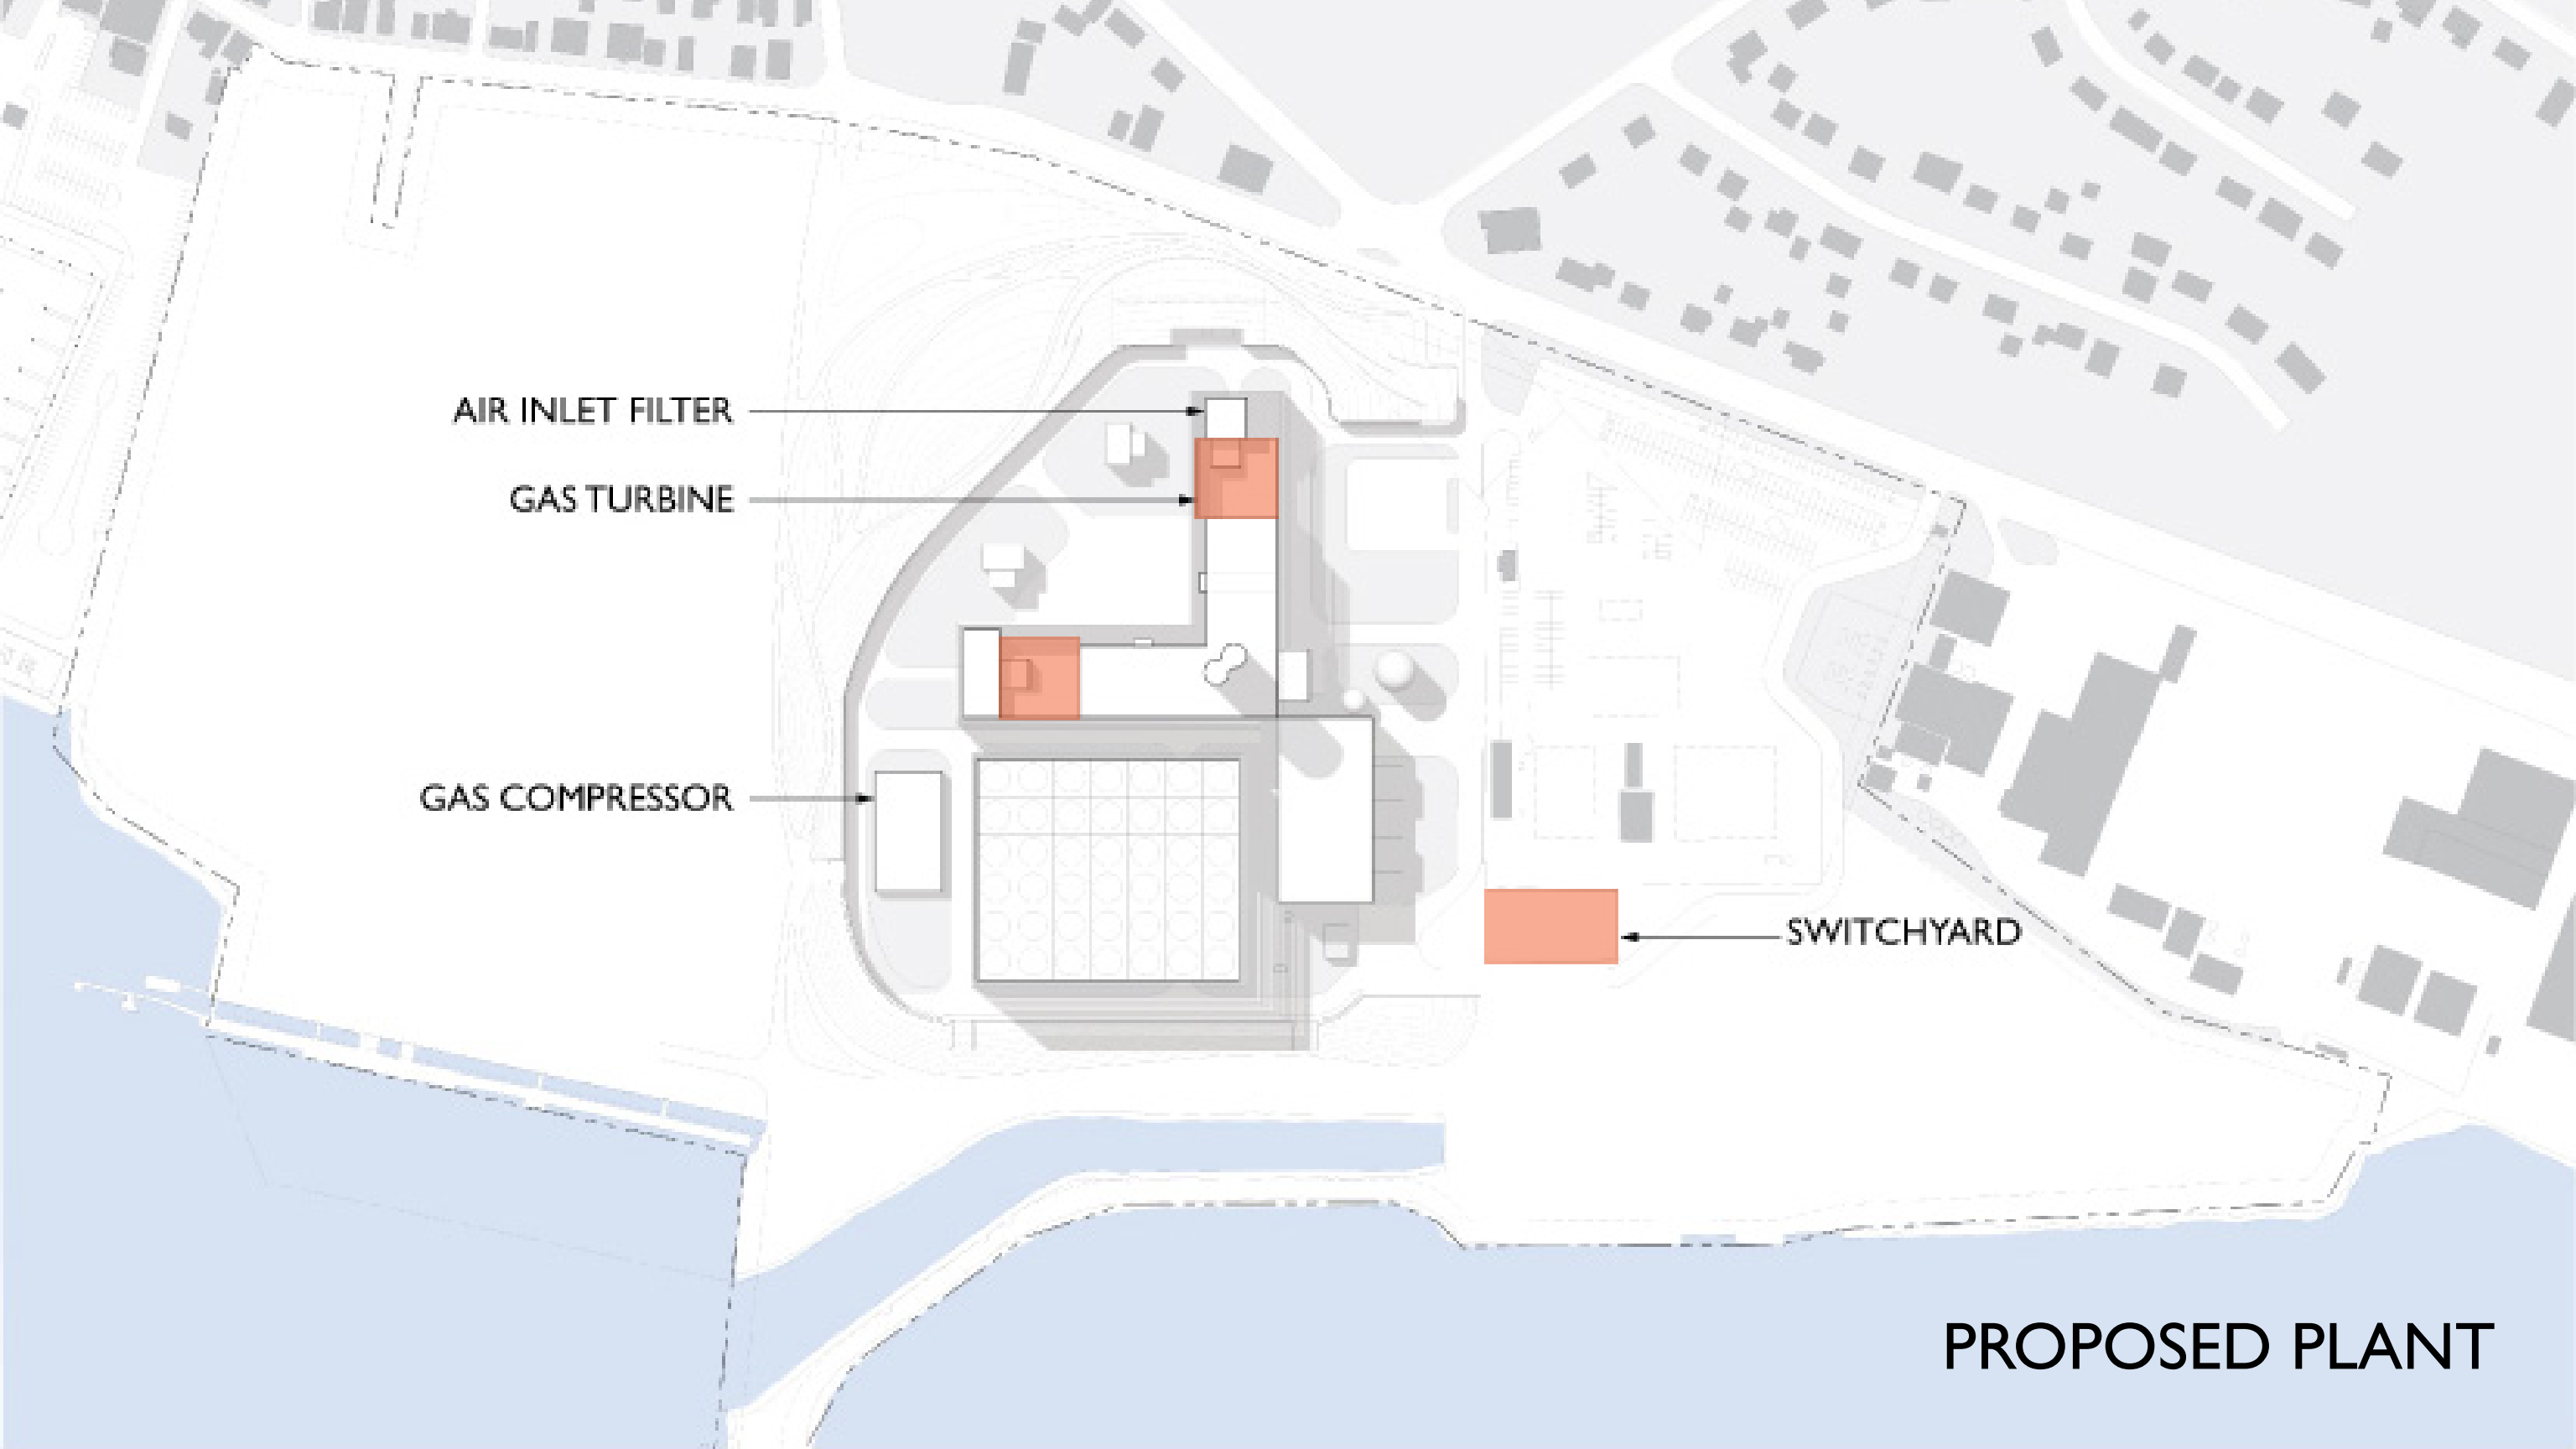 AIR INLET FILTER
GAS TURBINE
GAS COMPRESSOR
SWITCHYARD
PROPOSED PLANT